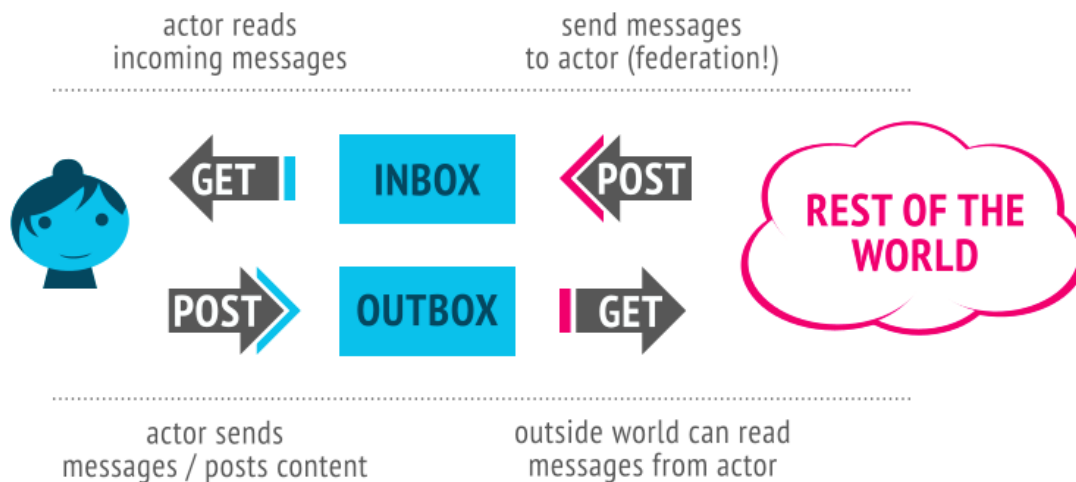 actor reads
incoming messages
send messages
to actor (federation!)
GET
INBOX
POST
REST OF THE
WORLD
POST
OUTBOX
GET
actor sends
messages / posts content
outside world can read
messages from actor